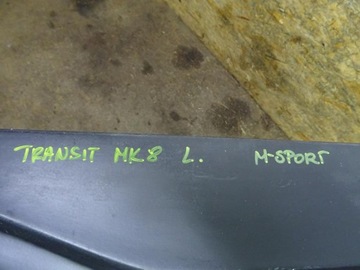 TRANSIT MK8 L. M-SPORT